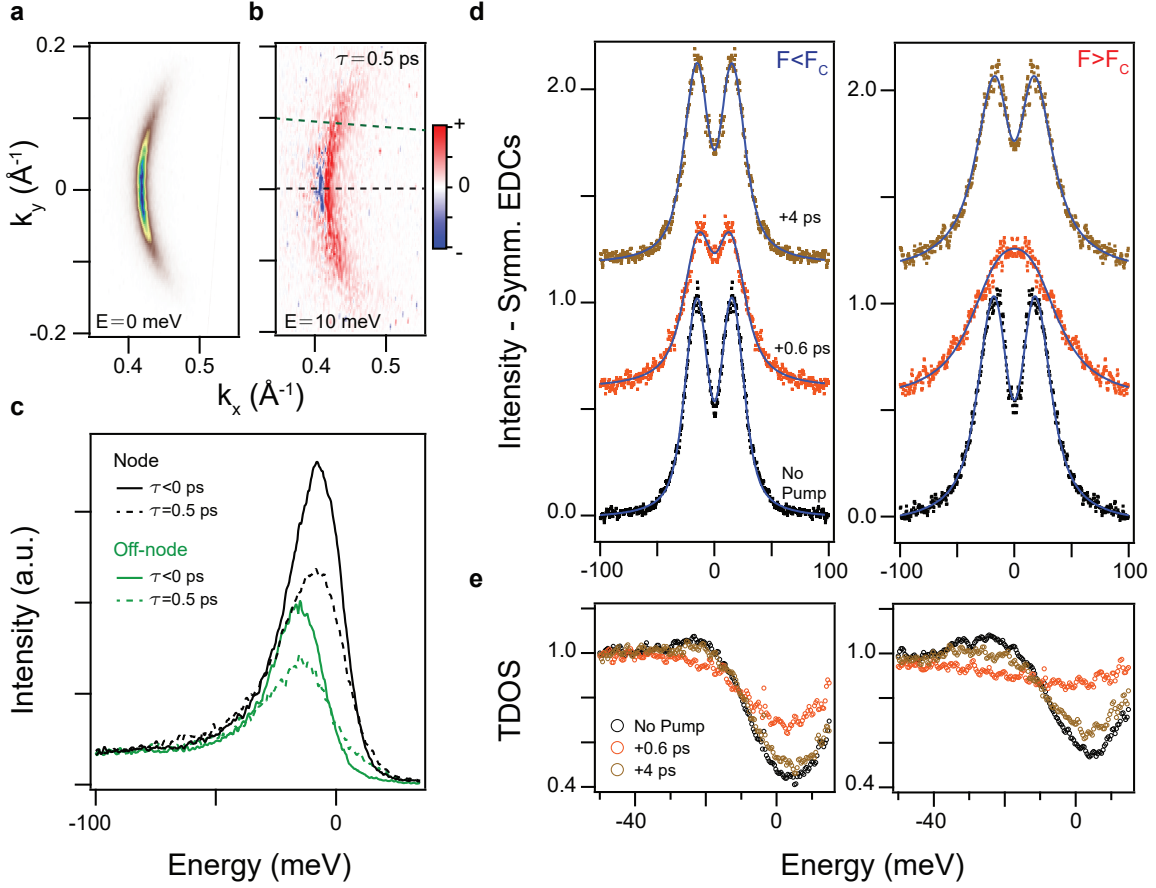 a
b
0.2
0
-0.2
k_y (Å⁻¹)
E=0 meV
0.4
0.5
τ=0.5 ps
E=10 meV
0.4
0.5
+
0
-
k_x (Å⁻¹)
c
Node
τ<0 ps
τ=0.5 ps
Off-node
τ<0 ps
τ=0.5 ps
Intensity (a.u.)
-100
0
Energy (meV)
d
Intensity - Symm. EDCs
2.0
1.0
0.0
F<F_C
+4 ps
+0.6 ps
No
Pump
-100
0
100
2.0
1.0
0.0
F>F_C
-100
0
100
e
TDOS
1.0
0.4
No Pump
+0.6 ps
+4 ps
-40
0
1.0
0.4
-40
0
Energy (meV)